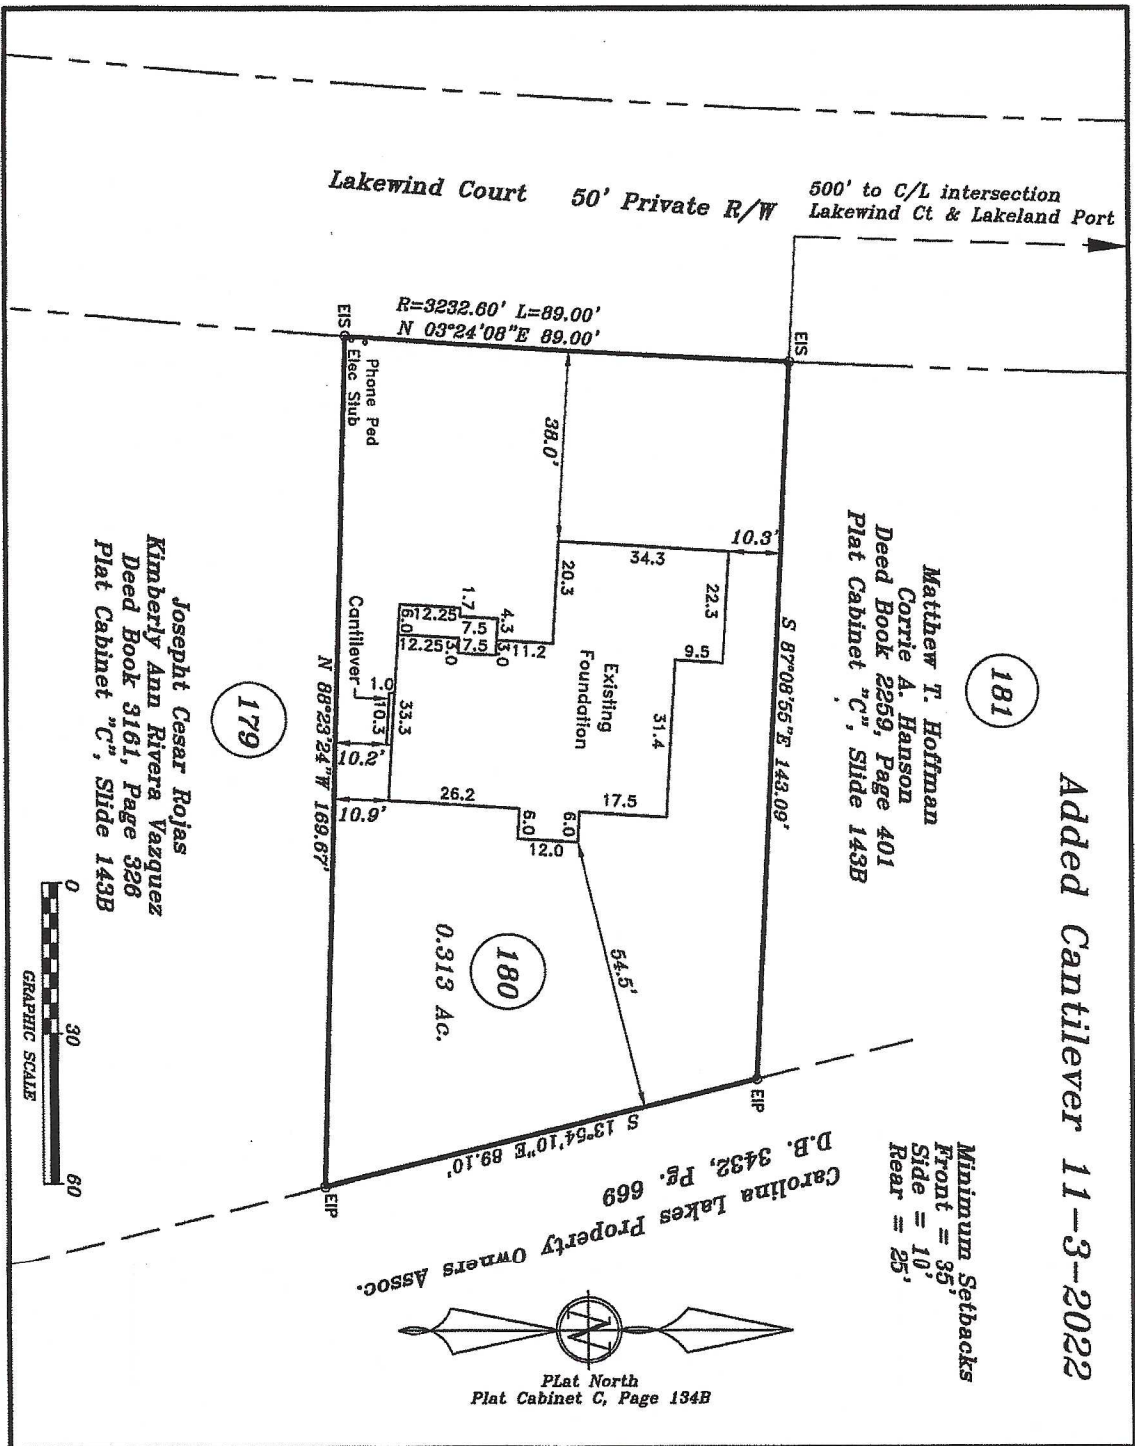 Added Cantilever 11-3-2022
Minimum Setbacks
Front = 35'
Side = 10'
Rear = 25'
500' to C/L intersection
Lakewind Ct & Lakeland Port
Lakewind Court 50' Private R/W
181
Matthew T. Hoffman
Corrie A. Hanson
Deed Book 2259, Page 401
Plat Cabinet "C", Slide 143B
EIS
S 87°08'55"E 143.09'
EIP
R=3232.60' L=89.00'
N 03°24'08"E 89.00'
EIS
Phone Ped
Elec Stub
38.0'
10.3'
34.3
22.3
9.5
31.4
17.5
6.0
12.0
6.0
26.2
20.3
11.2
4.3
3.0
7.5
7.5
1.7
3.0
12.25
12.25
6.0
33.3
1.0
10.3
Cantilever
10.2'
10.9'
Existing
Foundation
54.5'
180
0.313 Ac.
S 13°54'10"E 89.10'
N 88°23'24"W 169.67'
EIP
D.B. 3432, Pg. 669
Carolina Lakes Property Owners Assoc.
179
Josepht Cesar Rojas
Kimberly Ann Rivera Vazquez
Deed Book 3161, Page 326
Plat Cabinet "C", Slide 143B
0 30 60
GRAPHIC SCALE
N
PLat North
Plat Cabinet C, Page 134B